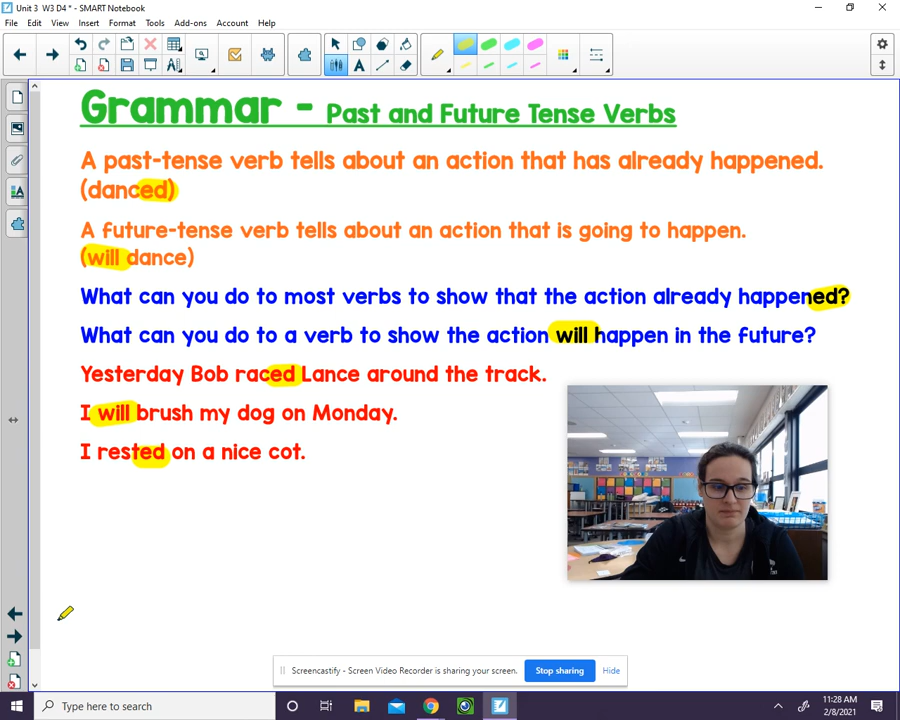 Unit 3 W3 D4 * - SMART Notebook
File Edit View Insert Format Tools Add-ons Account Help
Grammar - Past and Future Tense Verbs
A past-tense verb tells about an action that has already happened.
(danced)
A future-tense verb tells about an action that is going to happen.
(will dance)
What can you do to most verbs to show that the action already happened?
What can you do to a verb to show the action will happen in the future?
Yesterday Bob raced Lance around the track.
I will brush my dog on Monday.
I rested on a nice cot.
Screencastify - Screen Video Recorder is sharing your screen. Stop sharing Hide
Type here to search
11:28 AM
2/8/2021